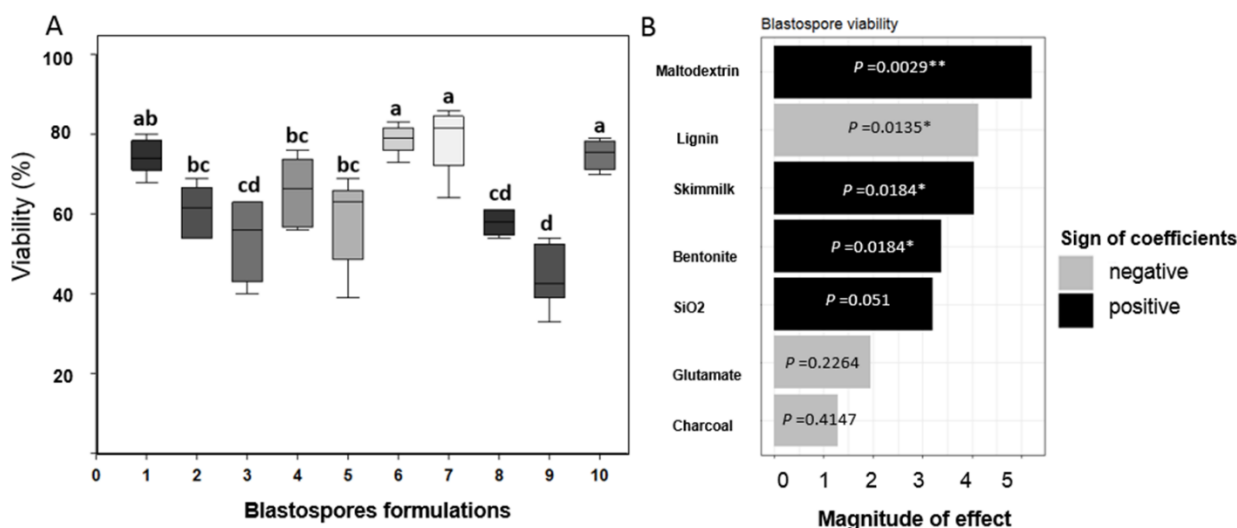 A
Viability (%)
100
80
60
40
20
ab
bc
cd
bc
bc
a
a
cd
d
a
0 1 2 3 4 5 6 7 8 9 10
Blastospores formulations
B
Blastospore viability
Maltodextrin P =0.0029**
Lignin P =0.0135*
Skimmilk P =0.0184*
Bentonite P =0.0184*
SiO2 P =0.051
Glutamate P =0.2264
Charcoal P =0.4147
0 1 2 3 4 5
Magnitude of effect
Sign of coefficients
negative
positive